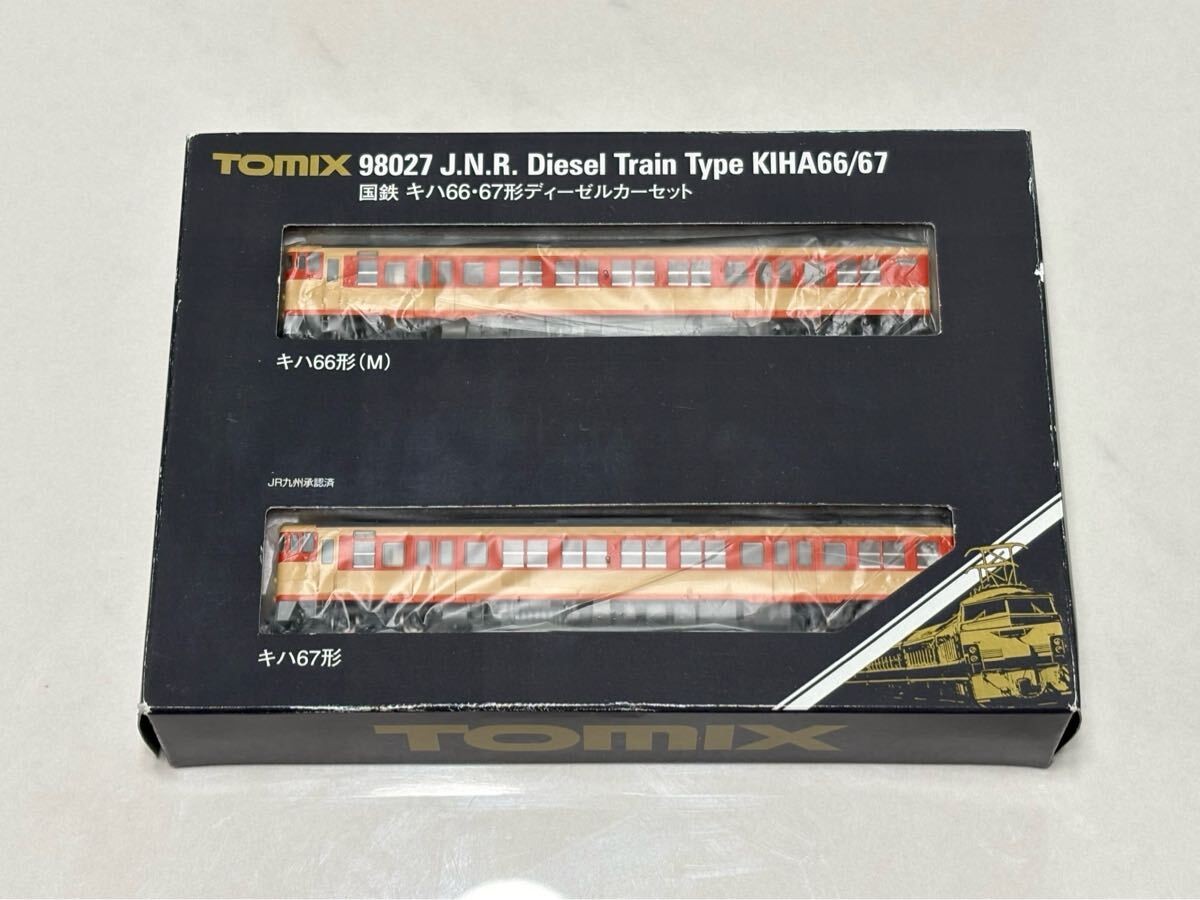 TOMIX 98027 J.N.R. Diesel Train Type KIHA66/67
国鉄 キハ66・67形ディーゼルカーセット
キハ66形(M)
JR九州承認済
キハ67形
TOMIX